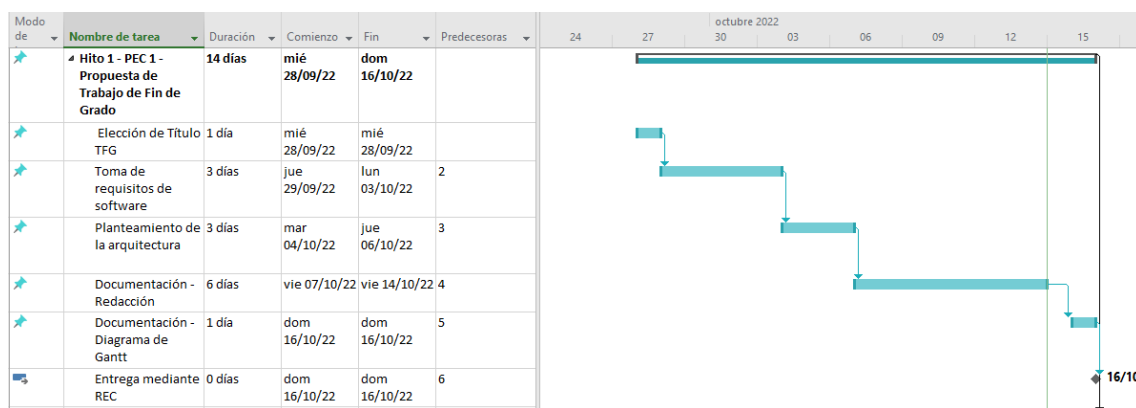 Modo
de Nombre de tarea Duración Comienzo Fin Predecesoras
octubre 2022
24 27 30 03 06 09 12 15
Hito 1 - PEC 1 - 14 días mié dom
Propuesta de 28/09/22 16/10/22
Trabajo de Fin de
Grado
Elección de Título 1 día mié mié
TFG 28/09/22 28/09/22
Toma de 3 días jue lun 2
requisitos de 29/09/22 03/10/22
software
Planteamiento de 3 días mar jue 3
la arquitectura 04/10/22 06/10/22
Documentación - 6 días vie 07/10/22 vie 14/10/22 4
Redacción
Documentación - 1 día dom dom 5
Diagrama de 16/10/22 16/10/22
Gantt
Entrega mediante 0 días dom dom 6 16/10
REC 16/10/22 16/10/22